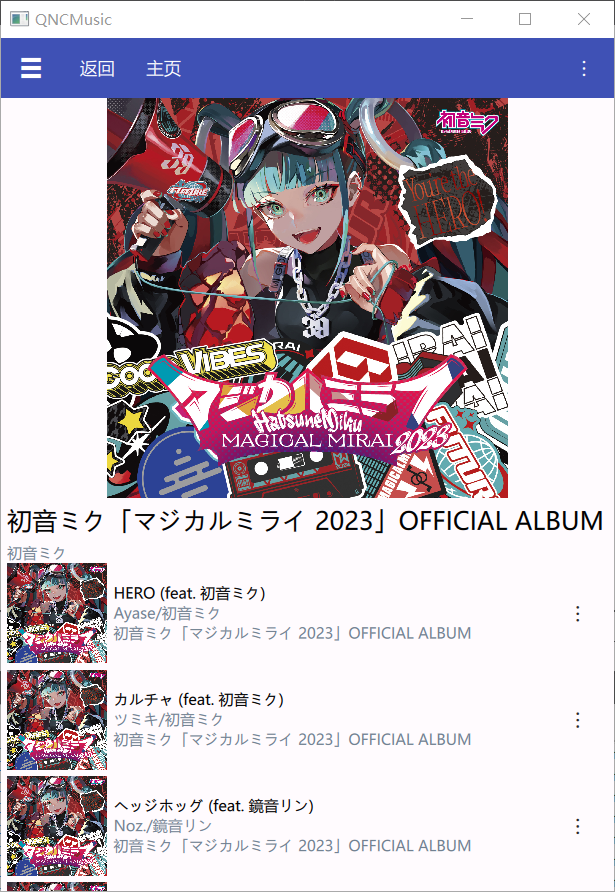 QNCMusic
返回
主页
39
初音ミク
You're the
HERO!
GOOD VIBES
IRAI
マジカルミライ
HatsuneMiku
MAGICAL MIRAI 2023
FUTURE
39
初音ミク「マジカルミライ 2023」OFFICIAL ALBUM
初音ミク
HERO (feat. 初音ミク)
Ayase/初音ミク
初音ミク「マジカルミライ 2023」OFFICIAL ALBUM
カルチャ (feat. 初音ミク)
ツミキ/初音ミク
初音ミク「マジカルミライ 2023」OFFICIAL ALBUM
ヘッジホッグ (feat. 鏡音リン)
Noz./鏡音リン
初音ミク「マジカルミライ 2023」OFFICIAL ALBUM